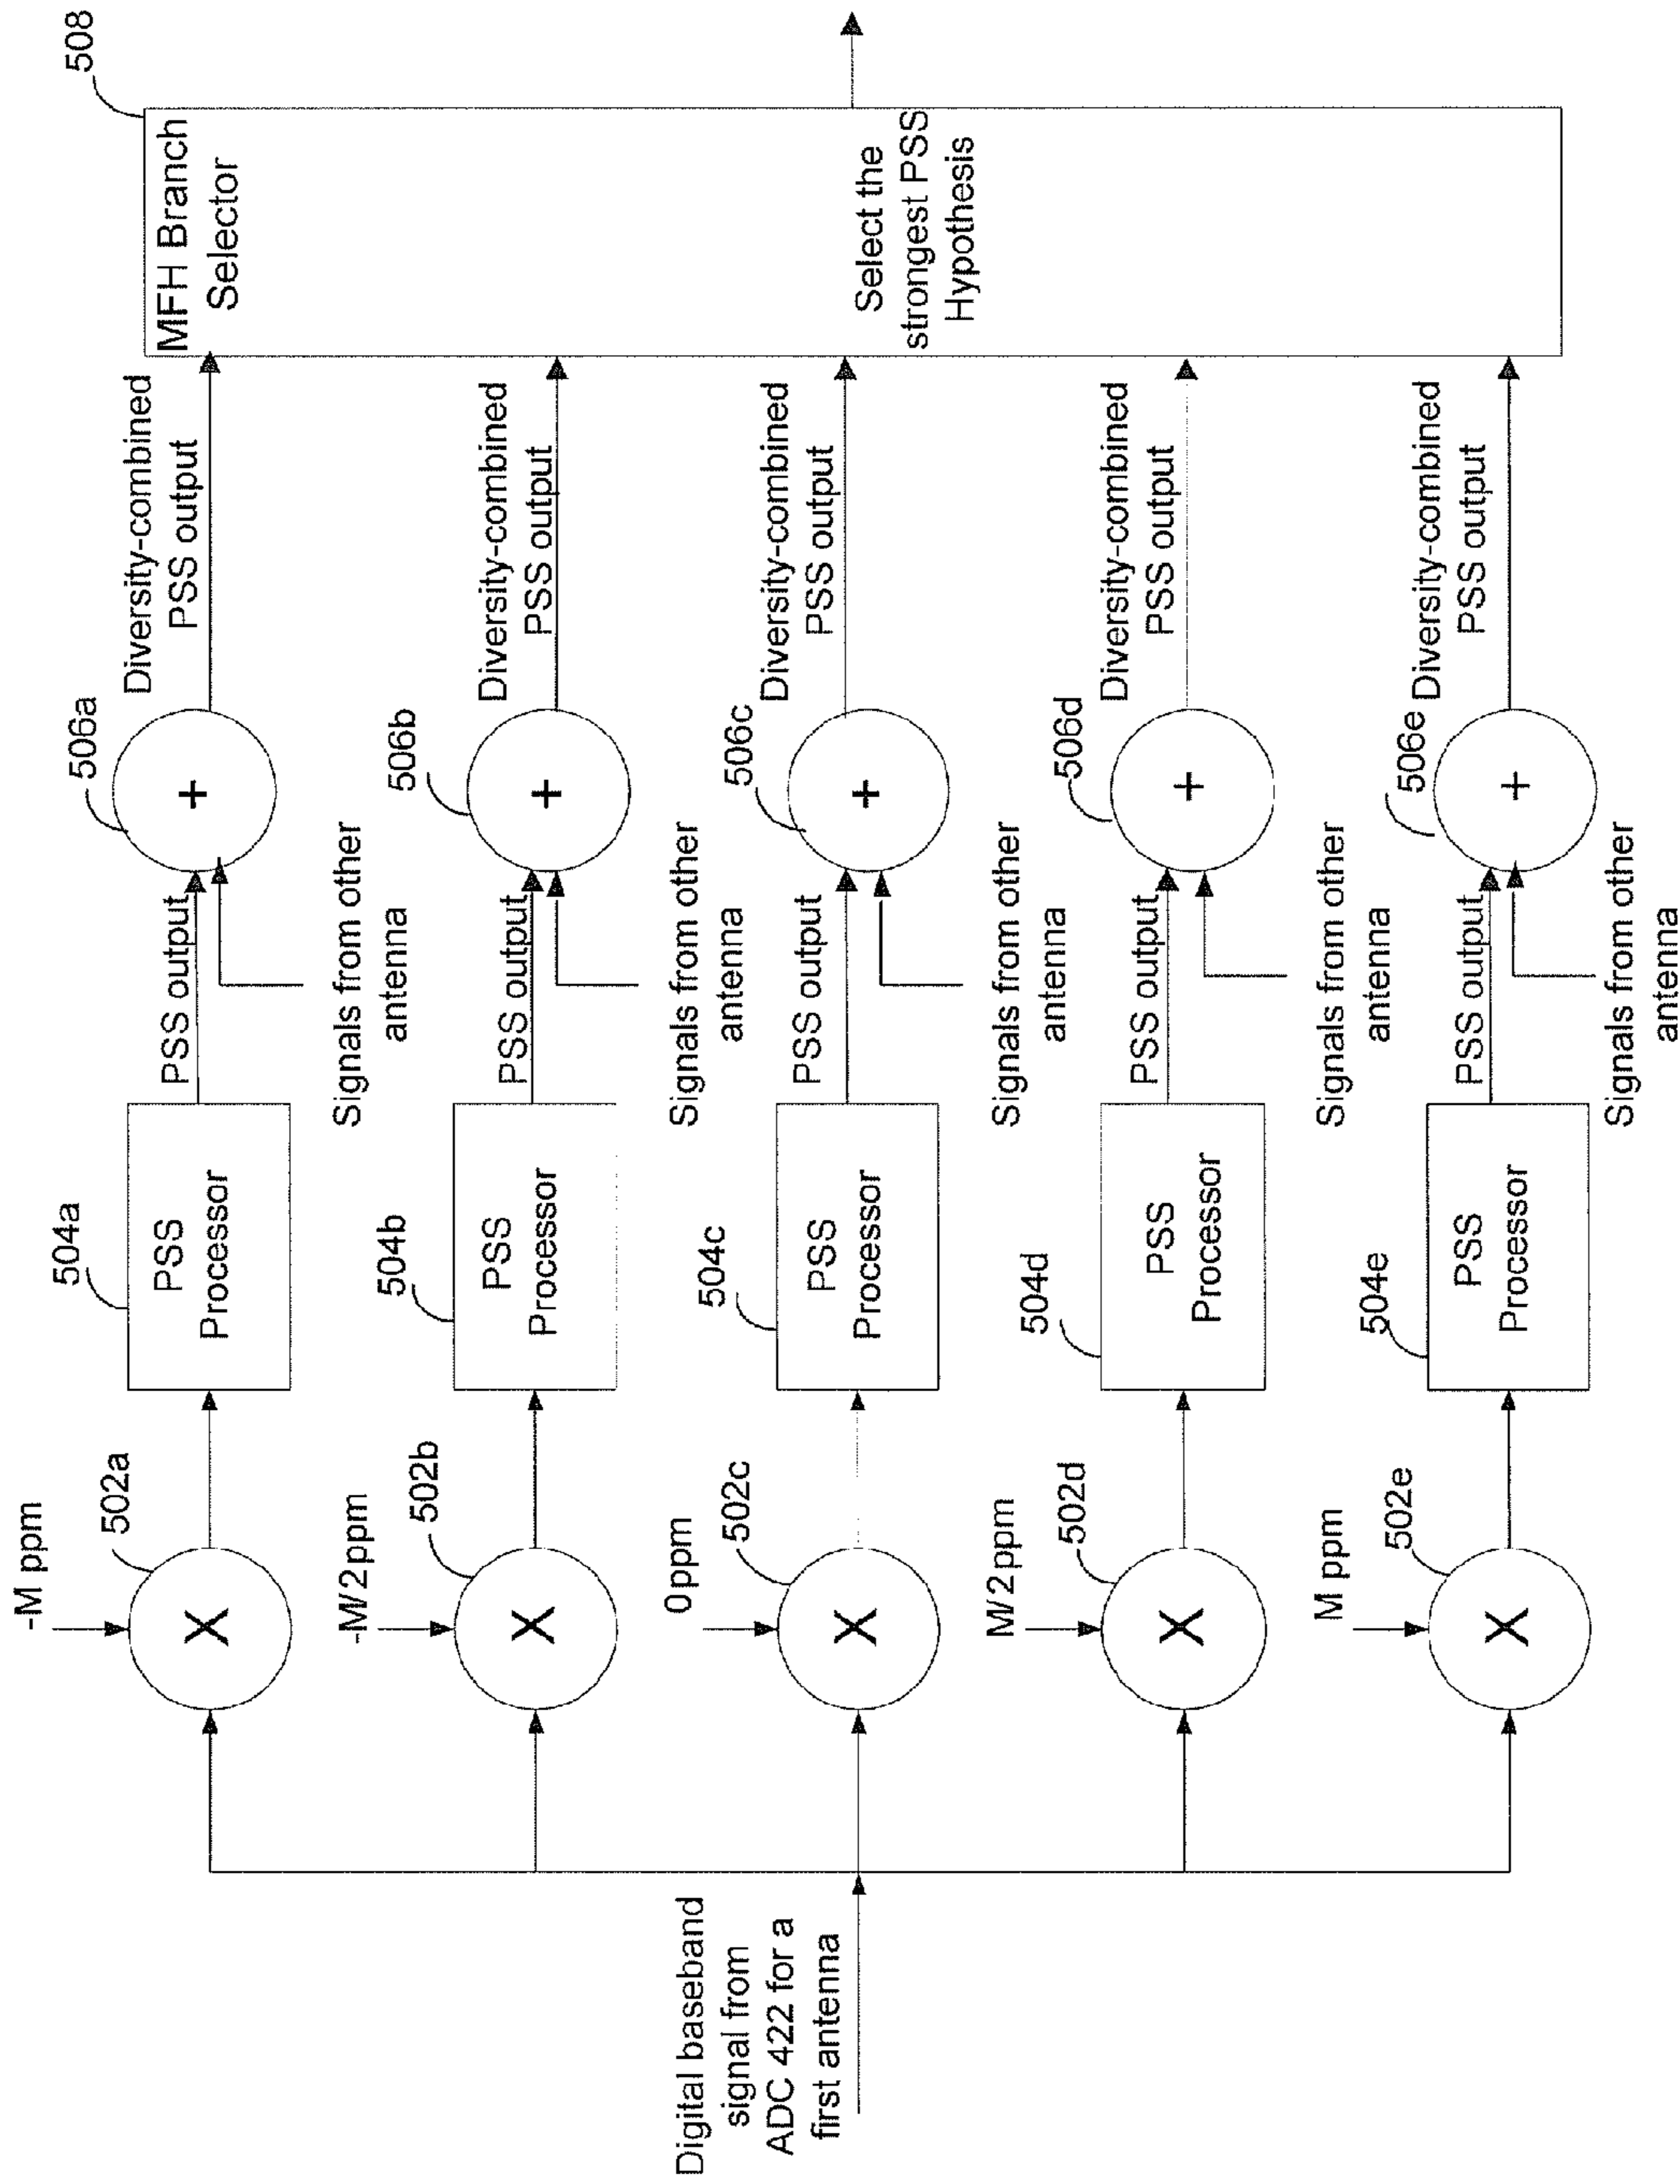 Digital baseband
signal from
ADC 422 for a
first antenna
-M ppm
502a
X
504a
PSS
Processor
PSS output
Signals from other
antenna
506a
+
Diversity-combined
PSS output
-M/2ppm
502b
X
504b
PSS
Processor
PSS output
Signals from other
antenna
506b
+
Diversity-combined
PSS output
0ppm
502c
X
504c
PSS
Processor
PSS output
Signals from other
antenna
506c
+
Diversity-combined
PSS output
M/2ppm
502d
X
504d
PSS
Processor
PSS output
Signals from other
antenna
506d
+
Diversity-combined
PSS output
M ppm
502e
X
504e
PSS
Processor
PSS output
Signals from other
antenna
506e
+
Diversity-combined
PSS output
508
MFH Branch
Selector
Select the
strongest PSS
Hypothesis